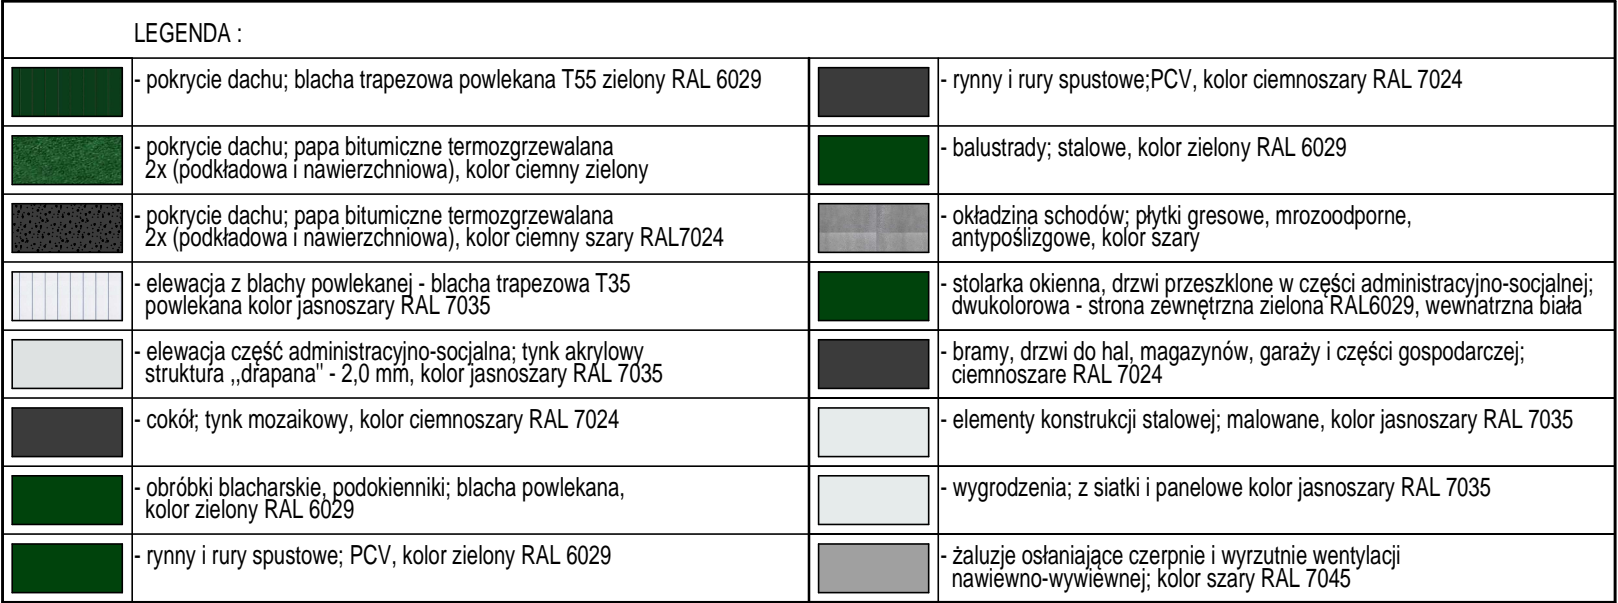 LEGENDA :
- pokrycie dachu; blacha trapezowa powlekana T55 zielony RAL 6029
- pokrycie dachu; papa bitumiczne termozgrzewalana
2x (podkładowa i nawierzchniowa), kolor ciemny zielony
- pokrycie dachu; papa bitumiczne termozgrzewalana
2x (podkładowa i nawierzchniowa), kolor ciemny szary RAL7024
- elewacja z blachy powlekanej - blacha trapezowa T35
powlekana kolor jasnoszary RAL 7035
- elewacja część administracyjno-socjalna; tynk akrylowy
struktura ,,drapana" - 2,0 mm, kolor jasnoszary RAL 7035
- cokół; tynk mozaikowy, kolor ciemnoszary RAL 7024
- obróbki blacharskie, podokienniki; blacha powlekana,
kolor zielony RAL 6029
- rynny i rury spustowe; PCV, kolor zielony RAL 6029
- rynny i rury spustowe;PCV, kolor ciemnoszary RAL 7024
- balustrady; stalowe, kolor zielony RAL 6029
- okładzina schodów; płytki gresowe, mrozoodporne,
antypoślizgowe, kolor szary
- stolarka okienna, drzwi przeszklone w części administracyjno-socjalnej;
dwukolorowa - strona zewnętrzna zielona RAL6029, wewnatrzna biała
- bramy, drzwi do hal, magazynów, garaży i części gospodarczej;
ciemnoszare RAL 7024
- elementy konstrukcji stalowej; malowane, kolor jasnoszary RAL 7035
- wygrodzenia; z siatki i panelowe kolor jasnoszary RAL 7035
- żaluzje osłaniające czerpnie i wyrzutnie wentylacji
nawiewno-wywiewnej; kolor szary RAL 7045